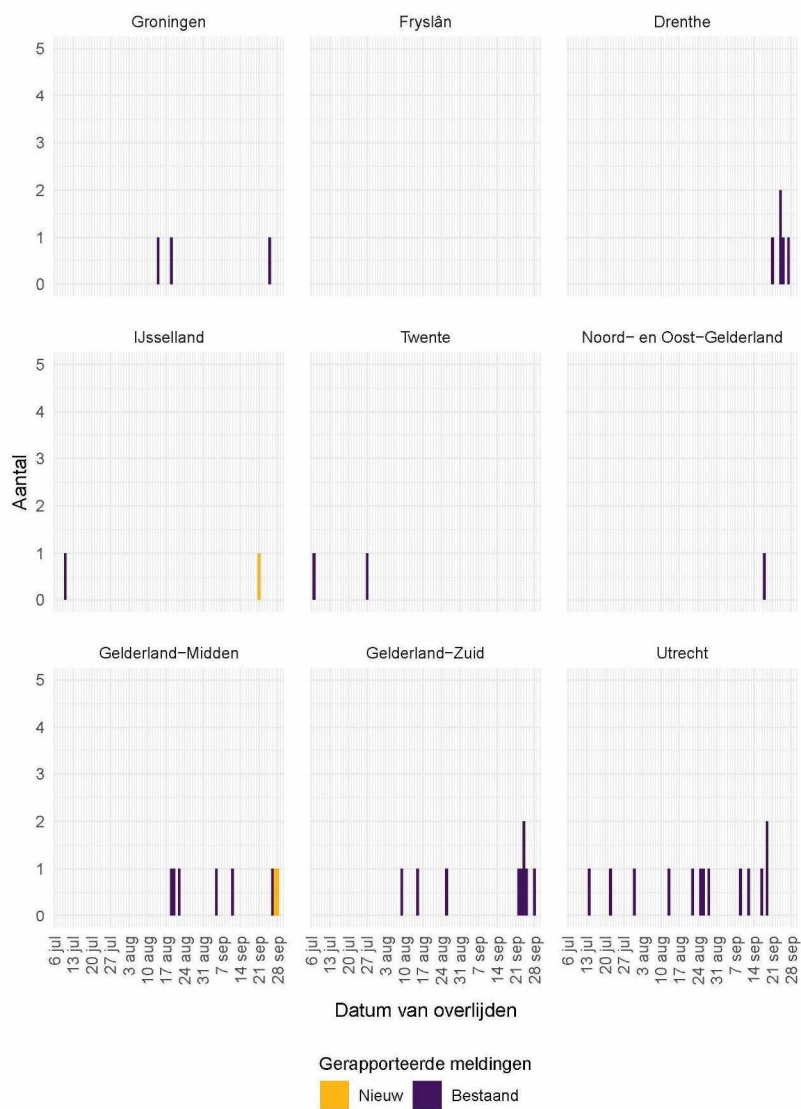 Groningen Fryslân Drenthe
5
4
3
2
1
0
IJsselland Twente Noord- en Oost-Gelderland
5
4
3
2
1
0
Aantal
Gelderland-Midden Gelderland-Zuid Utrecht
5
4
3
2
1
0
6 jul 13 jul 20 jul 27 jul 3 aug 10 aug 17 aug 24 aug 31 aug 7 sep 14 sep 21 sep 28 sep
6 jul 13 jul 20 jul 27 jul 3 aug 10 aug 17 aug 24 aug 31 aug 7 sep 14 sep 21 sep 28 sep
6 jul 13 jul 20 jul 27 jul 3 aug 10 aug 17 aug 24 aug 31 aug 7 sep 14 sep 21 sep 28 sep
Datum van overlijden
Gerapporteerde meldingen
Nieuw Bestaand